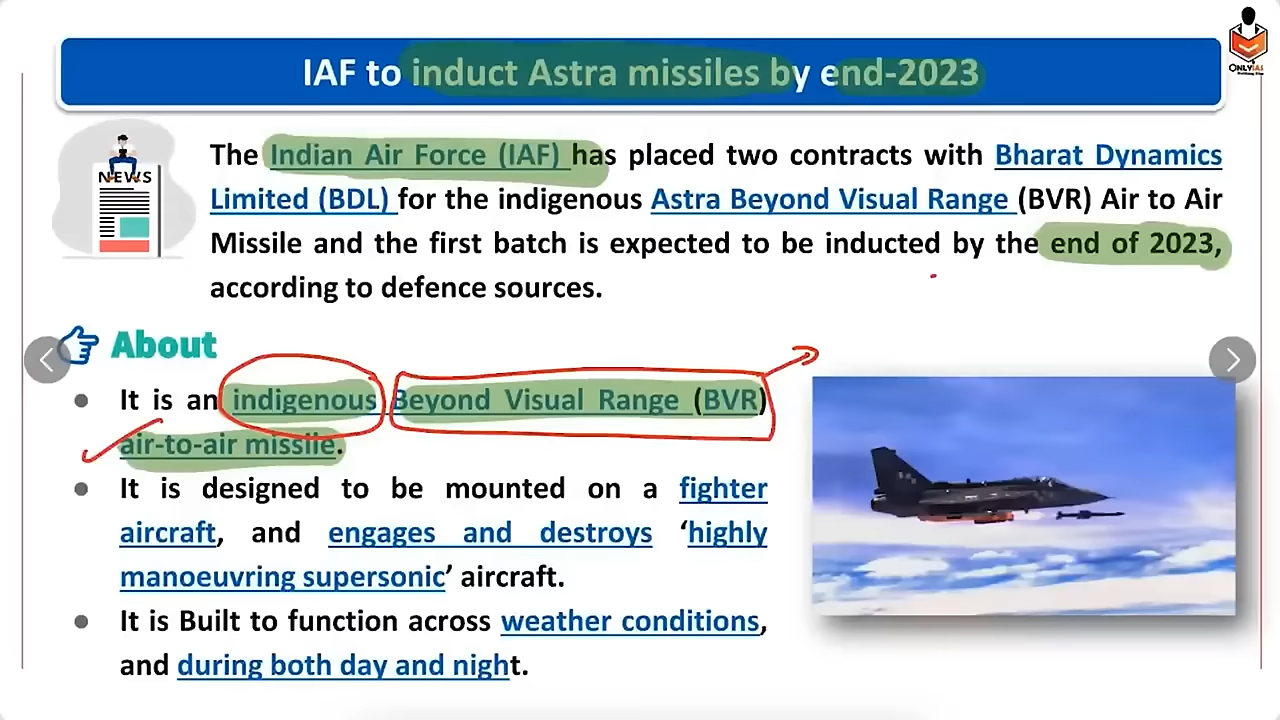 ONLYIAS
IAF to induct Astra missiles by end-2023
NEWS
The Indian Air Force (IAF) has placed two contracts with Bharat Dynamics
Limited (BDL) for the indigenous Astra Beyond Visual Range (BVR) Air to Air
Missile and the first batch is expected to be inducted by the end of 2023,
according to defence sources.
About
• It is an indigenous Beyond Visual Range (BVR)
air-to-air missile.
• It is designed to be mounted on a fighter
aircraft, and engages and destroys ‘highly
manoeuvring supersonic’ aircraft.
• It is Built to function across weather conditions,
and during both day and night.